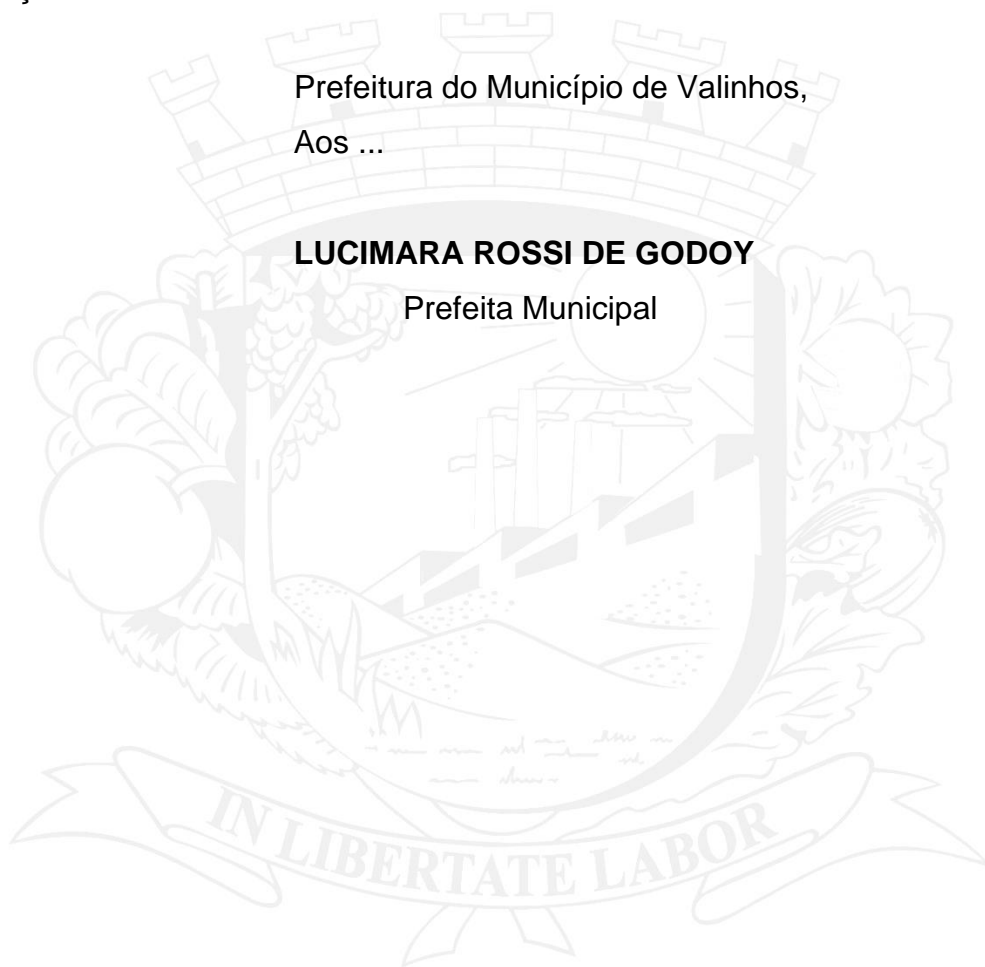 Prefeitura do Município de Valinhos,
Aos ...
LUCIMARA ROSSI DE GODOY
Prefeita Municipal
IN LIBERTATE LABOR